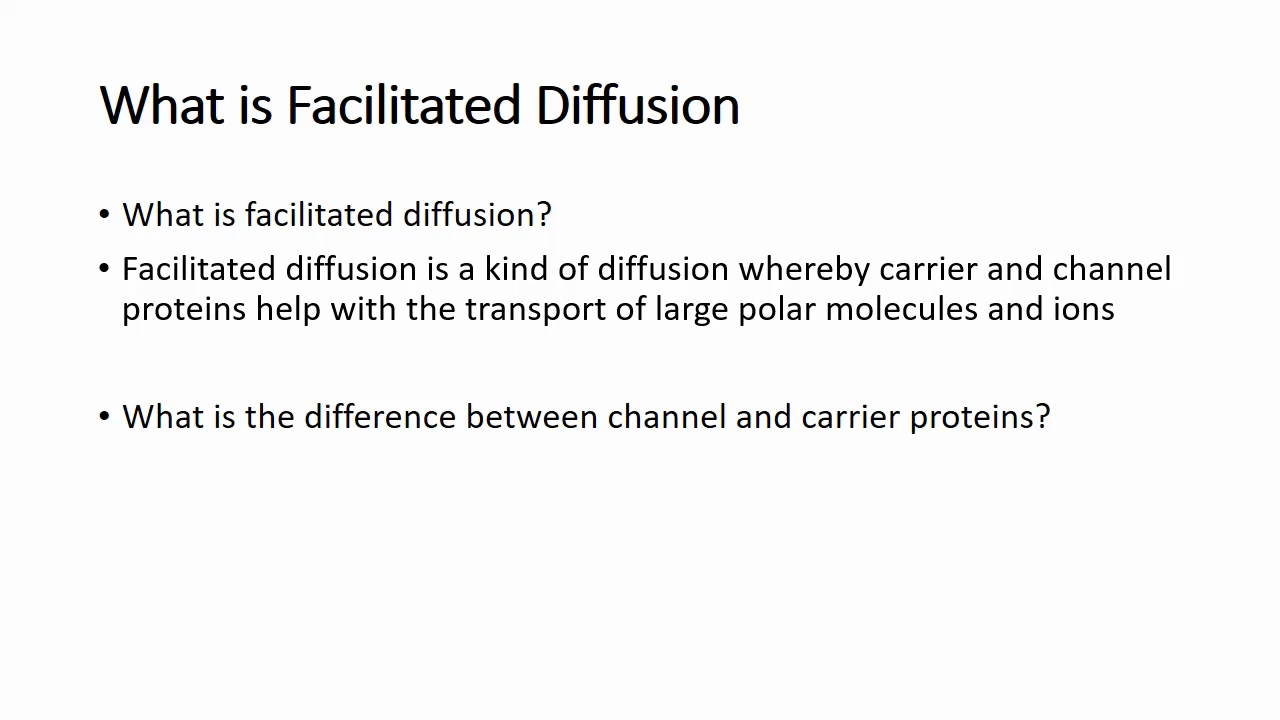 What is Facilitated Diffusion
• What is facilitated diffusion?
• Facilitated diffusion is a kind of diffusion whereby carrier and channel
proteins help with the transport of large polar molecules and ions
• What is the difference between channel and carrier proteins?